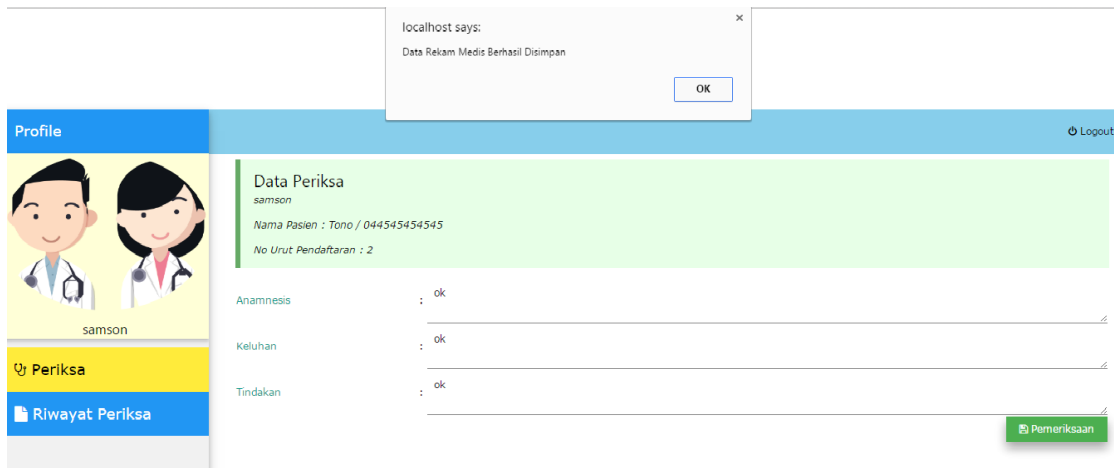 localhost says:
Data Rekam Medis Berhasil Disimpan
OK
Profile
Logout
samson
Periksa
Riwayat Periksa
Data Periksa
samson
Nama Pasien : Tono / 044545454545
No Urut Pendaftaran : 2
Anamnesis : ok
Keluhan : ok
Tindakan : ok
Pemeriksaan